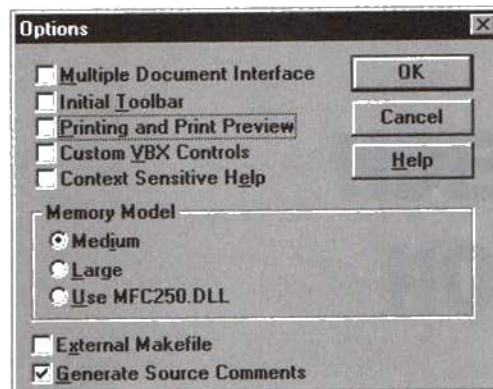 Options
Multiple Document Interface
Initial Toolbar
Printing and Print Preview
Custom VBX Controls
Context Sensitive Help
OK
Cancel
Help
Memory Model
Medium
Large
Use MFC250.DLL
External Makefile
Generate Source Comments